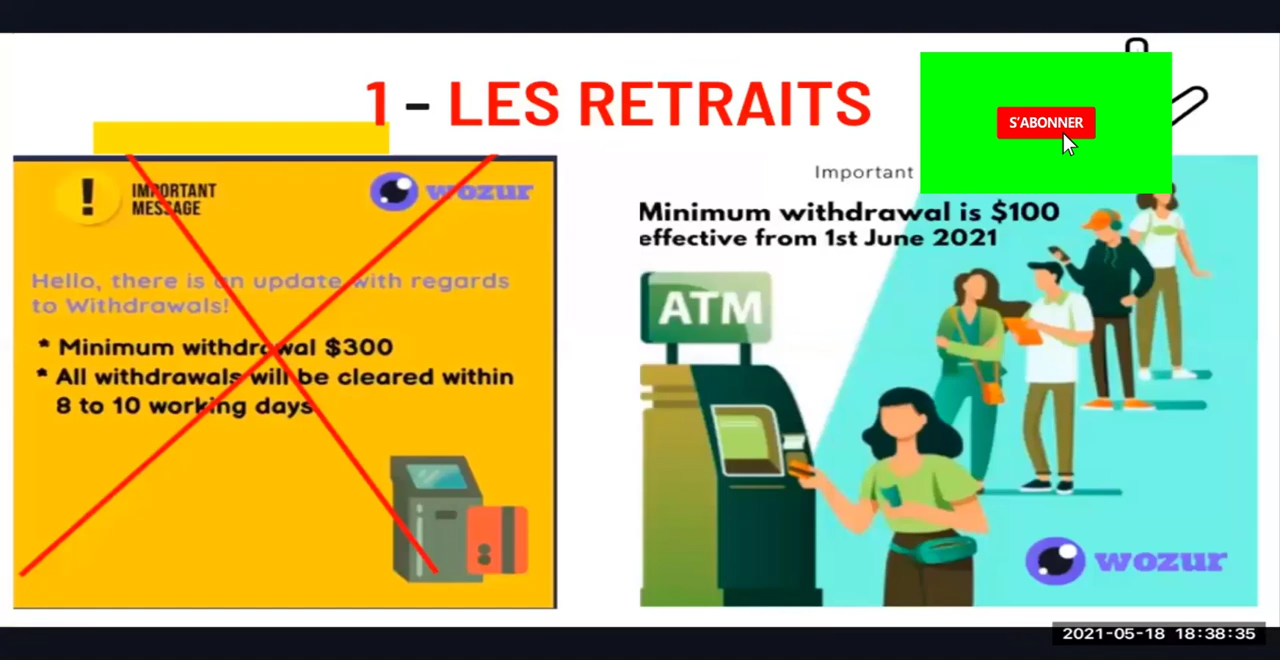 1 - LES RETRAITS
S'ABONNER
IMPORTANT
MESSAGE
wozur
Hello, there is an update with regards
to Withdrawals!
* Minimum withdrawal $300
* All withdrawals will be cleared within
8 to 10 working days
Important
Minimum withdrawal is $100
effective from 1st June 2021
ATM
wozur
2021-05-18 18:38:35